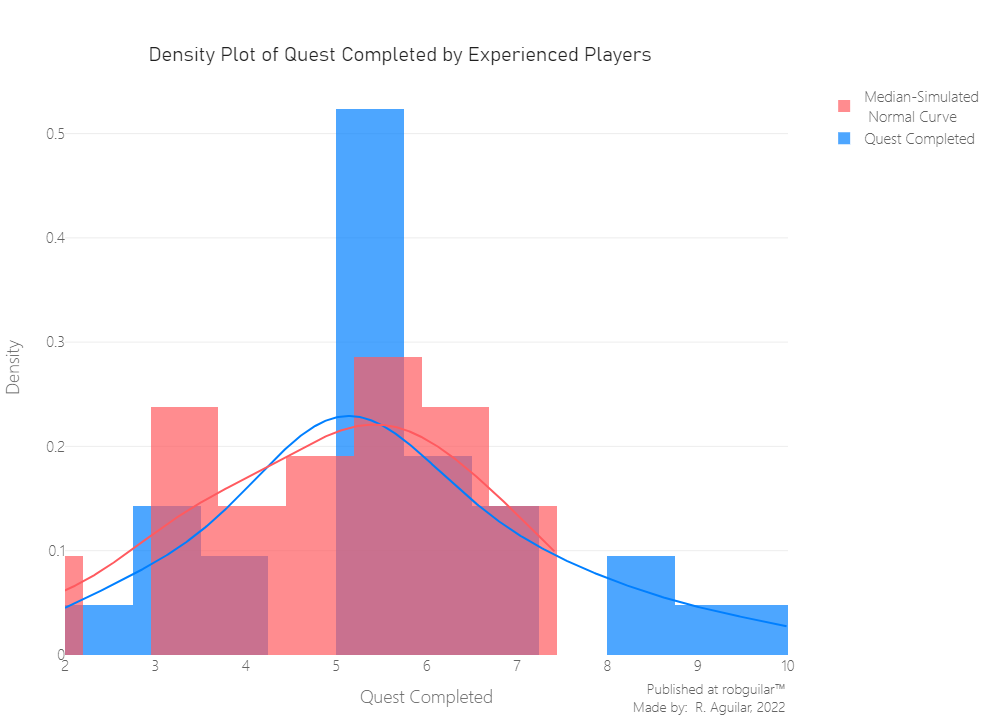 Density Plot of Quest Completed by Experienced Players
Median-Simulated
Normal Curve
Quest Completed
0.5
0.4
0.3
0.2
0.1
0
Density
2 3 4 5 6 7 8 9 10
Quest Completed
Published at robguilar™
Made by: R. Aguilar, 2022